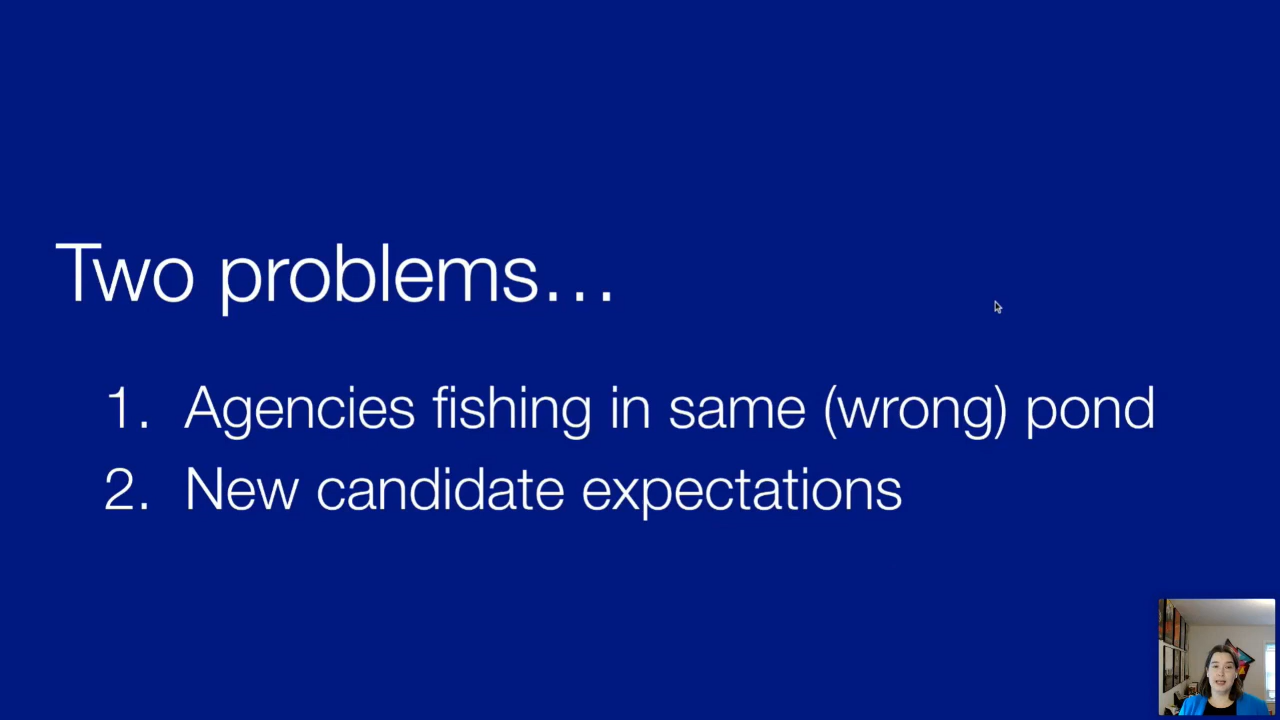 Two problems…
1. Agencies fishing in same (wrong) pond
2. New candidate expectations